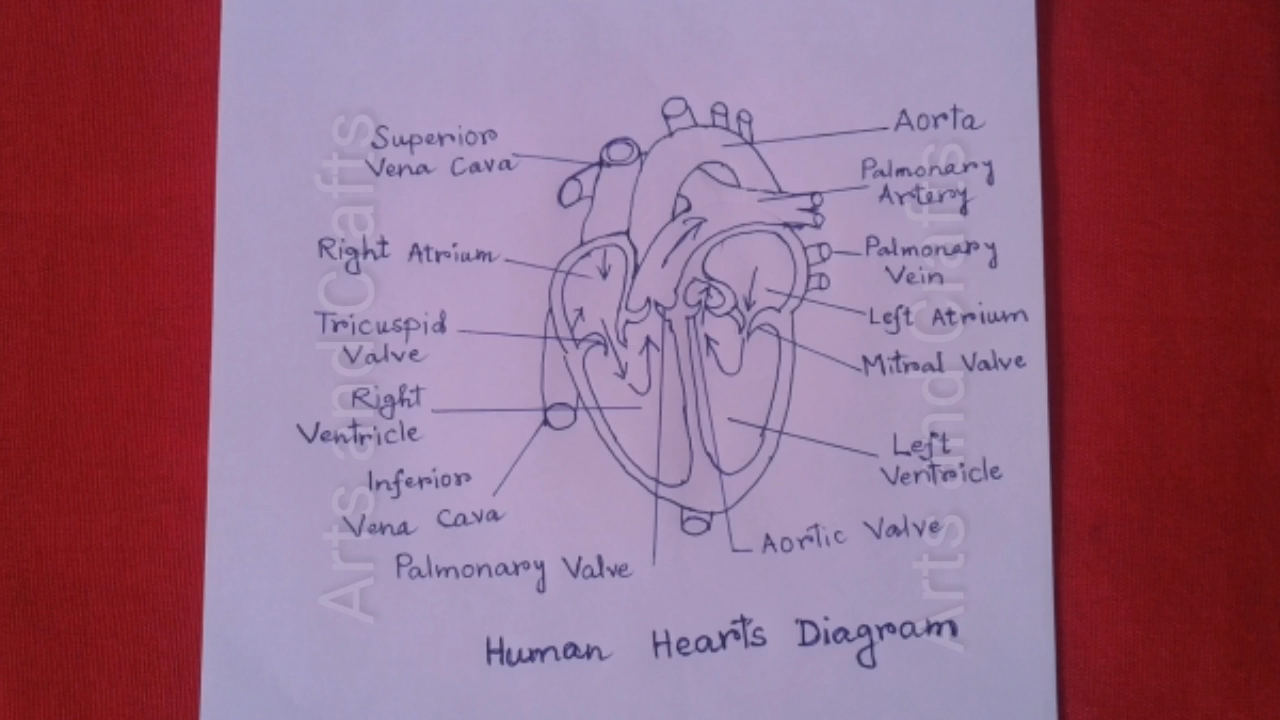 Superior
Vena Cava
Right Atrium
Tricuspid
Valve
Right
Ventricle
Inferior
Vena Cava
Palmonary Valve
Aorta
Palmonary
Artery
Palmonary
Vein
Left Atrium
Mitral Valve
Left
Ventricle
Aortic Valve
Human Hearts Diagram
Arts and Crafts
Arts and Crafts